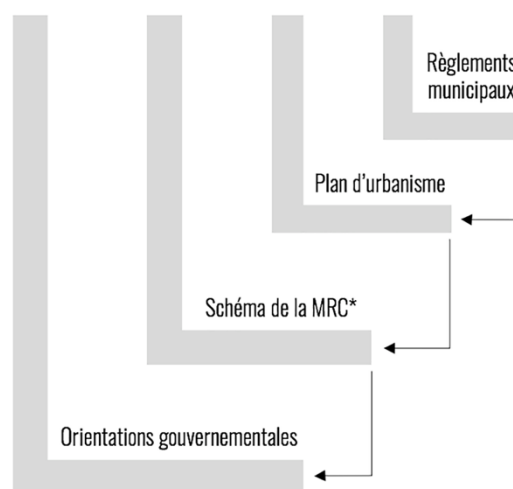 Règlements
municipaux
Plan d'urbanisme
Schéma de la MRC*
Orientations gouvernementales